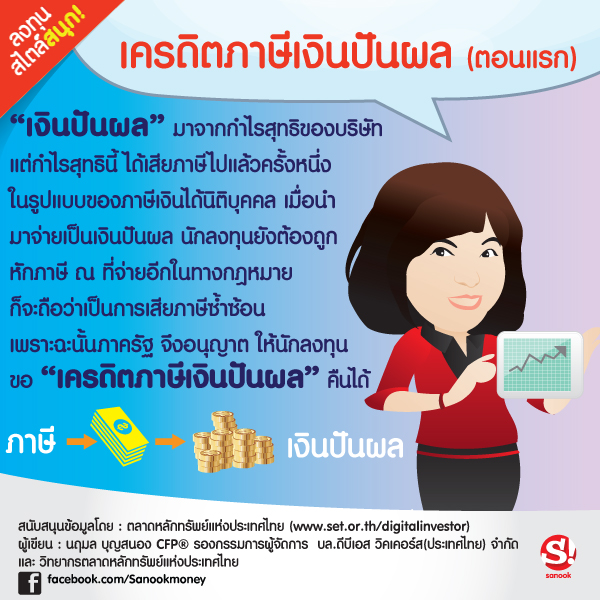 ลงทุน
สไตล์สนุก!
เครดิตภาษีเงินปันผล (ตอนแรก)
“เงินปันผล” มาจากกำไรสุทธิของบริษัท
แต่กำไรสุทธินี้ ได้เสียภาษีไปแล้วครั้งหนึ่ง
ในรูปแบบของภาษีเงินได้นิติบุคคล เมื่อนำ
มาจ่ายเป็นเงินปันผล นักลงทุนยังต้องถูก
หักภาษี ณ ที่จ่ายอีกในทางกฎหมาย
ก็จะถือว่าเป็นการเสียภาษีซ้ำซ้อน
เพราะฉะนั้นภาครัฐ จึงอนุญาต ให้นักลงทุน
ขอ “เครดิตภาษีเงินปันผล” คืนได้
ภาษี เงินปันผล
สนับสนุนข้อมูลโดย : ตลาดหลักทรัพย์แห่งประเทศไทย (www.set.or.th/digitalinvestor)
ผู้เขียน : นฤมล บุญสนอง CFP® รองกรรมการผู้จัดการ บล.ดีบีเอส วิคเคอร์ส(ประเทศไทย) จำกัด
และ วิทยากรตลาดหลักทรัพย์แห่งประเทศไทย
f facebook.com/Sanookmoney
S!
sanook